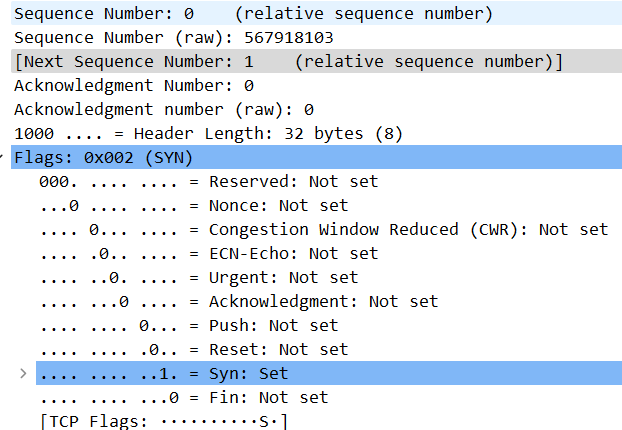 Sequence Number: 0    (relative sequence number)
Sequence Number (raw): 567918103
[Next Sequence Number: 1    (relative sequence number)]
Acknowledgment Number: 0
Acknowledgment number (raw): 0
1000 .... = Header Length: 32 bytes (8)
Flags: 0x002 (SYN)
000. .... .... = Reserved: Not set
...0 .... .... = Nonce: Not set
.... 0... .... = Congestion Window Reduced (CWR): Not set
.... .0.. .... = ECN-Echo: Not set
.... ..0. .... = Urgent: Not set
.... ...0 .... = Acknowledgment: Not set
.... .... 0... = Push: Not set
.... .... .0.. = Reset: Not set
.... .... ..1. = Syn: Set
.... .... ...0 = Fin: Not set
[TCP Flags: ··········S·]